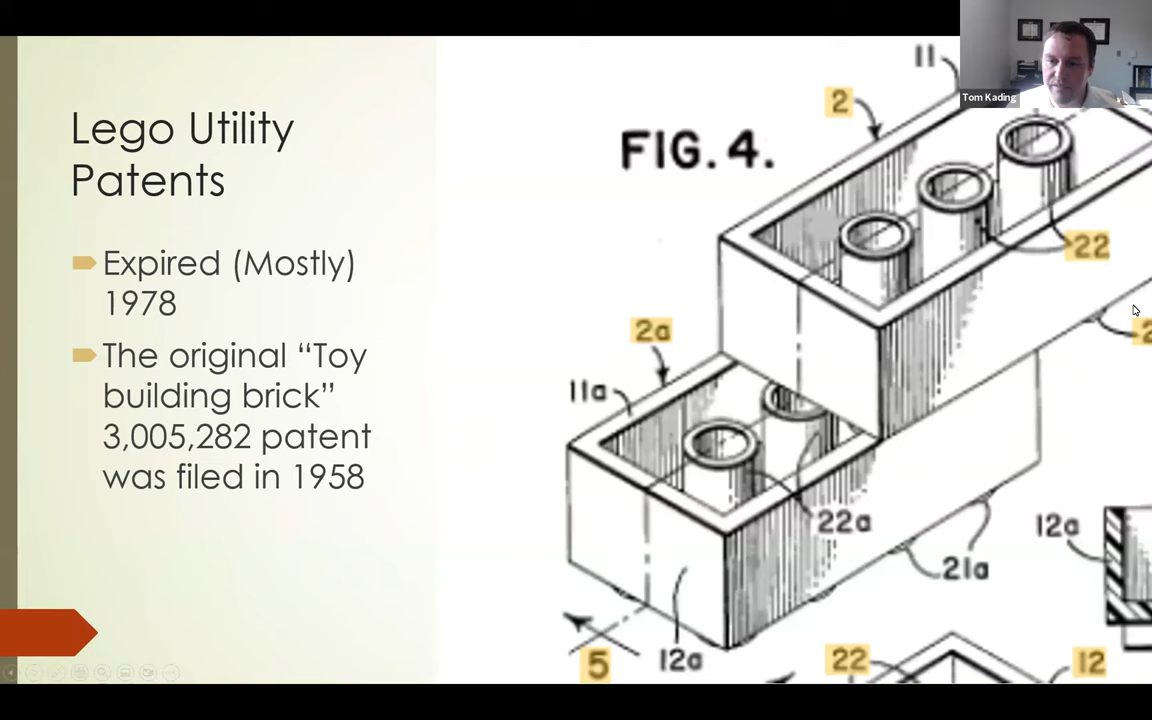 Lego Utility
Patents
Expired (Mostly)
1978
The original “Toy
building brick”
3,005,282 patent
was filed in 1958
Tom Kading
11
2
FIG. 4.
22
2a
11a
22a
12a
21a
5
12a
22
12